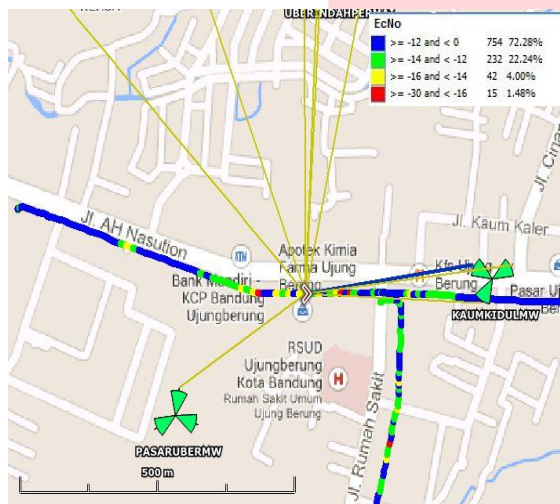 EcNo
>= -12 and < 0 754 72.28%
>= -14 and < -12 232 22.24%
>= -16 and < -14 42 4.00%
>= -30 and < -16 15 1.48%
Jl. AH Nasution
ATN
Jl. Kaum Kaler
Apotek Kimia
Farma Ujung
Berung
Bank Mandiri -
KCP Bandung
Ujungberung
Berung
Pasar Uj
KAUMKIDULMW
RSUD
Ujungberung
Kota Bandung
Rumah Sakit Umum
Ujung Berung
H
Jl. Rumah Sakit
PASARUBERMW
500 m